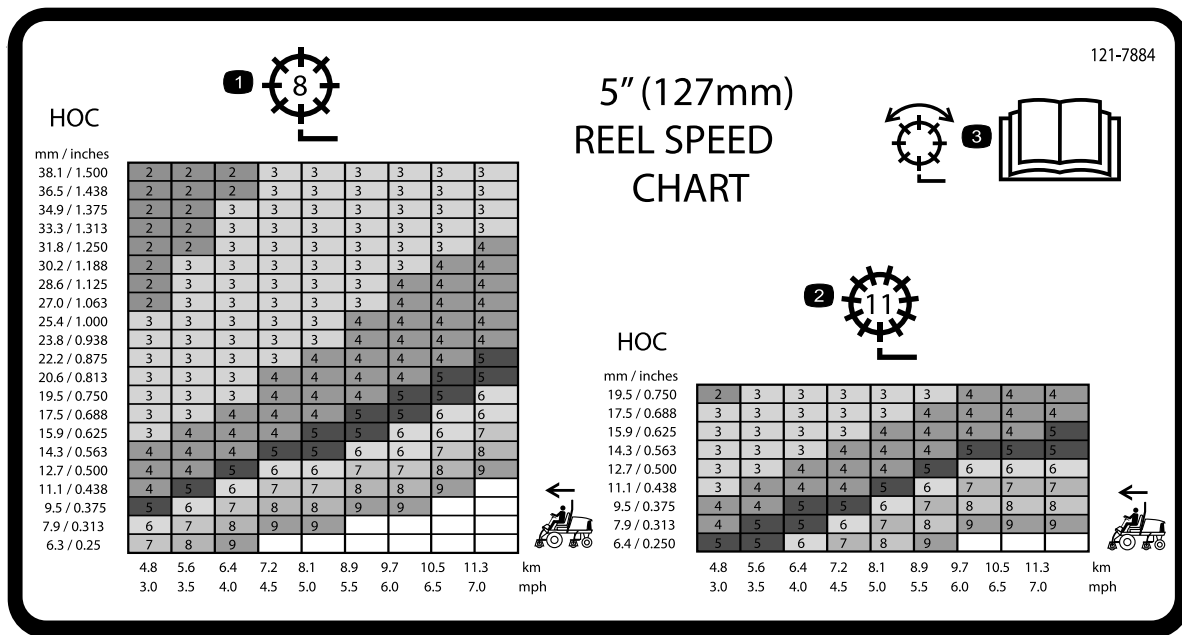 121-7884
5″ (127mm)
REEL SPEED
CHART
3
1
8
HOC
mm / inches
38.1 / 1.500 2 2 2 3 3 3 3 3 3
36.5 / 1.438 2 2 2 3 3 3 3 3 3
34.9 / 1.375 2 2 3 3 3 3 3 3 3
33.3 / 1.313 2 2 3 3 3 3 3 3 3
31.8 / 1.250 2 2 3 3 3 3 3 3 4
30.2 / 1.188 2 3 3 3 3 3 3 4 4
28.6 / 1.125 2 3 3 3 3 3 4 4 4
27.0 / 1.063 2 3 3 3 3 3 4 4 4
25.4 / 1.000 3 3 3 3 3 4 4 4 4
23.8 / 0.938 3 3 3 3 3 4 4 4 4
22.2 / 0.875 3 3 3 3 4 4 4 4 5
20.6 / 0.813 3 3 3 4 4 4 4 5 5
19.5 / 0.750 3 3 3 4 4 4 5 5 6
17.5 / 0.688 3 3 4 4 4 5 5 6 6
15.9 / 0.625 3 4 4 4 5 5 6 6 7
14.3 / 0.563 4 4 4 5 5 6 6 7 8
12.7 / 0.500 4 4 5 6 6 7 7 8 9
11.1 / 0.438 4 5 6 7 7 8 8 9
9.5 / 0.375 5 6 7 8 8 9 9
7.9 / 0.313 6 7 8 9 9
6.3 / 0.25 7 8 9
4.8 5.6 6.4 7.2 8.1 8.9 9.7 10.5 11.3 km
3.0 3.5 4.0 4.5 5.0 5.5 6.0 6.5 7.0 mph
2
11
HOC
mm / inches
19.5 / 0.750 2 3 3 3 3 3 4 4 4
17.5 / 0.688 3 3 3 3 3 4 4 4 4
15.9 / 0.625 3 3 3 3 4 4 4 4 5
14.3 / 0.563 3 3 3 4 4 4 5 5 5
12.7 / 0.500 3 3 4 4 4 5 6 6 6
11.1 / 0.438 3 4 4 4 5 6 7 7 7
9.5 / 0.375 4 4 5 5 6 7 8 8 8
7.9 / 0.313 4 5 5 6 7 8 9 9 9
6.4 / 0.250 5 5 6 7 8 9
4.8 5.6 6.4 7.2 8.1 8.9 9.7 10.5 11.3 km
3.0 3.5 4.0 4.5 5.0 5.5 6.0 6.5 7.0 mph